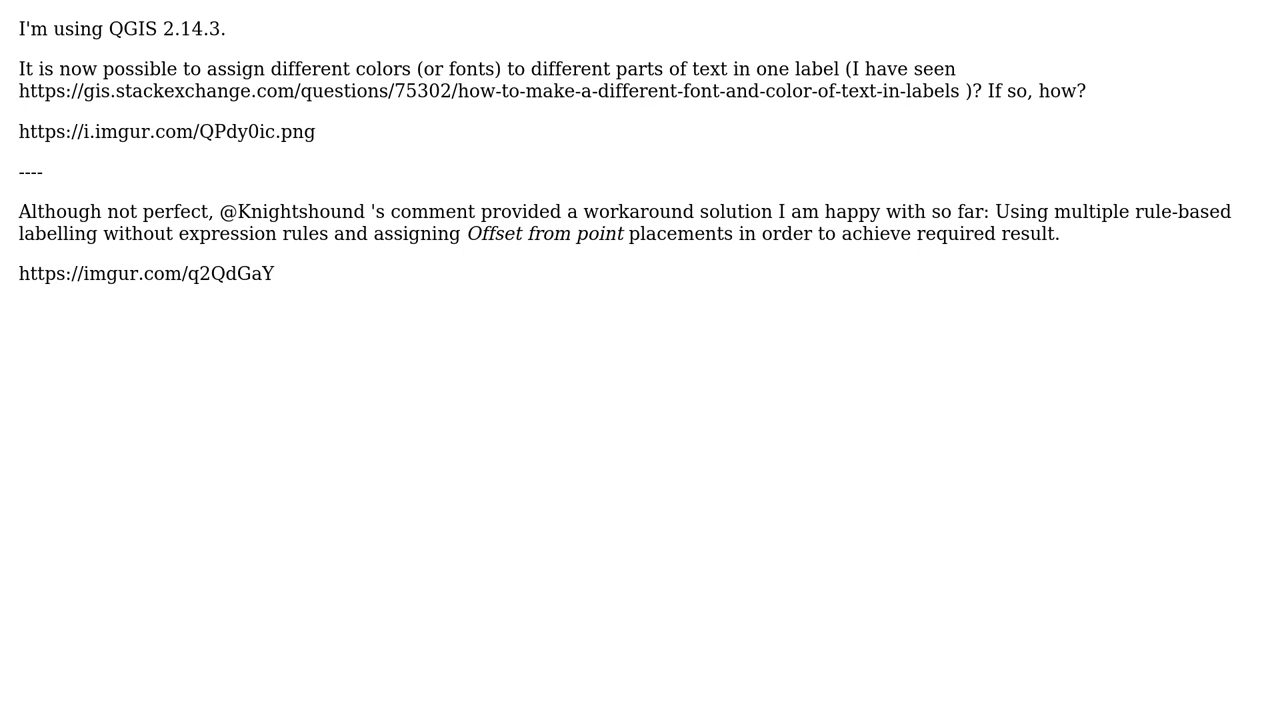 I'm using QGIS 2.14.3.
It is now possible to assign different colors (or fonts) to different parts of text in one label (I have seen
https://gis.stackexchange.com/questions/75302/how-to-make-a-different-font-and-color-of-text-in-labels )? If so, how?
https://i.imgur.com/QPdy0ic.png
----
Although not perfect, @Knightshound 's comment provided a workaround solution I am happy with so far: Using multiple rule-based
labelling without expression rules and assigning Offset from point placements in order to achieve required result.
https://imgur.com/q2QdGaY